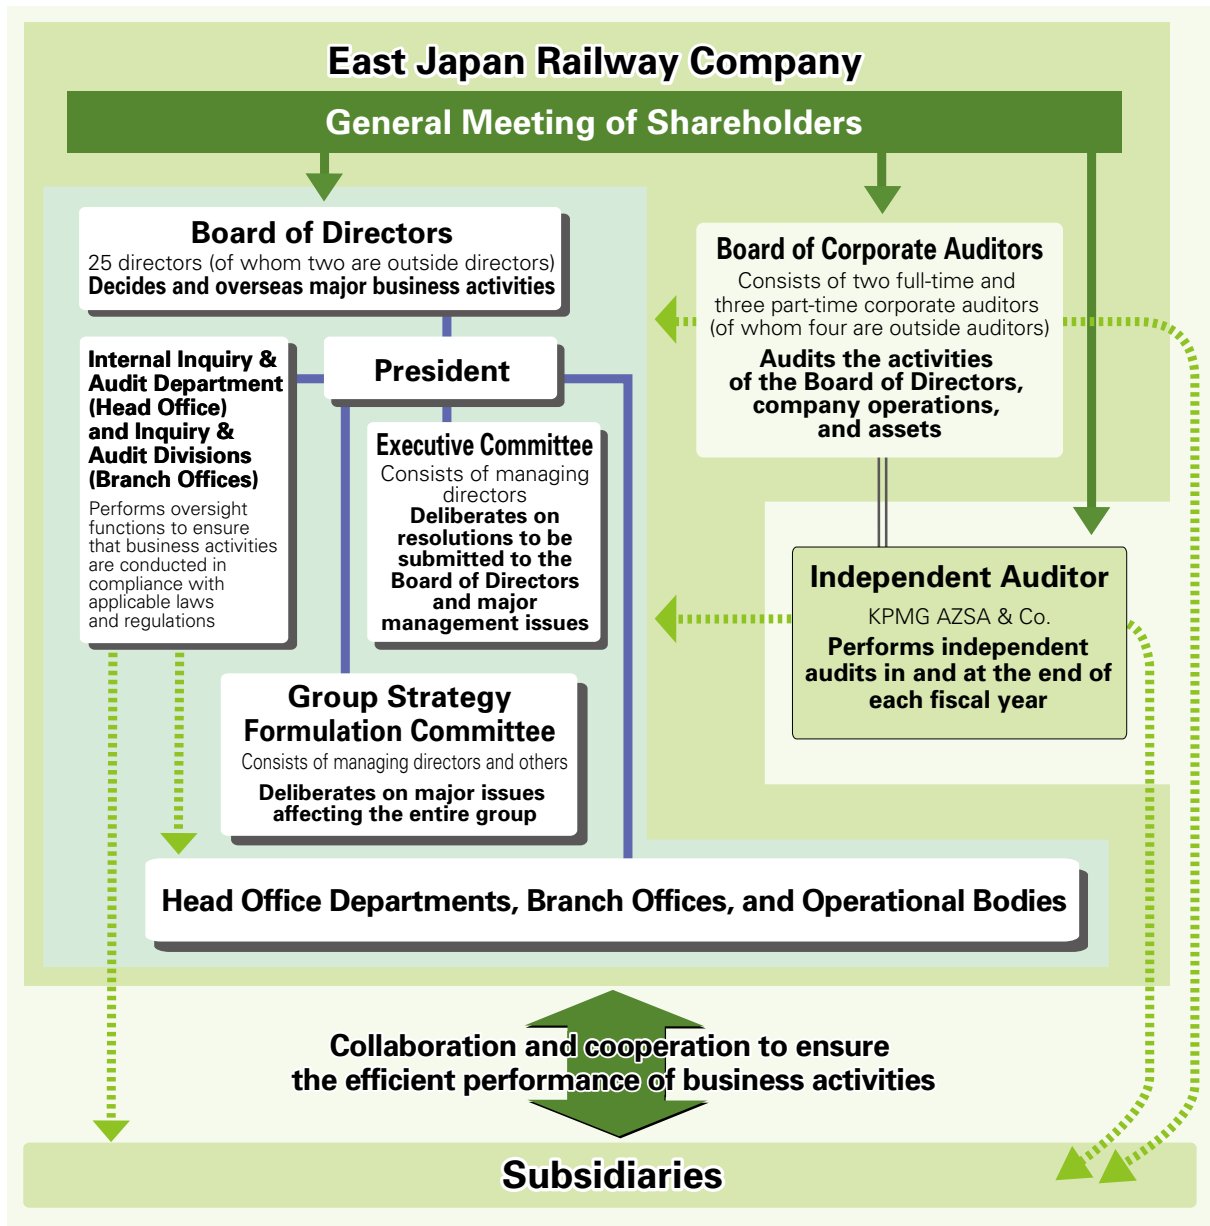 East Japan Railway Company
General Meeting of Shareholders
Board of Directors
25 directors (of whom two are outside directors)
Decides and overseas major business activities
Board of Corporate Auditors
Consists of two full-time and
three part-time corporate auditors
(of whom four are outside auditors)
Audits the activities
of the Board of Directors,
company operations,
and assets
Internal Inquiry &
Audit Department
(Head Office)
and Inquiry &
Audit Divisions
(Branch Offices)
Performs oversight
functions to ensure
that business activities
are conducted in
compliance with
applicable laws
and regulations
President
Executive Committee
Consists of managing
directors
Deliberates on
resolutions to be
submitted to the
Board of Directors
and major
management issues
Independent Auditor
KPMG AZSA & Co.
Performs independent
audits in and at the end of
each fiscal year
Group Strategy
Formulation Committee
Consists of managing directors and others
Deliberates on major issues
affecting the entire group
Head Office Departments, Branch Offices, and Operational Bodies
Collaboration and cooperation to ensure
the efficient performance of business activities
Subsidiaries